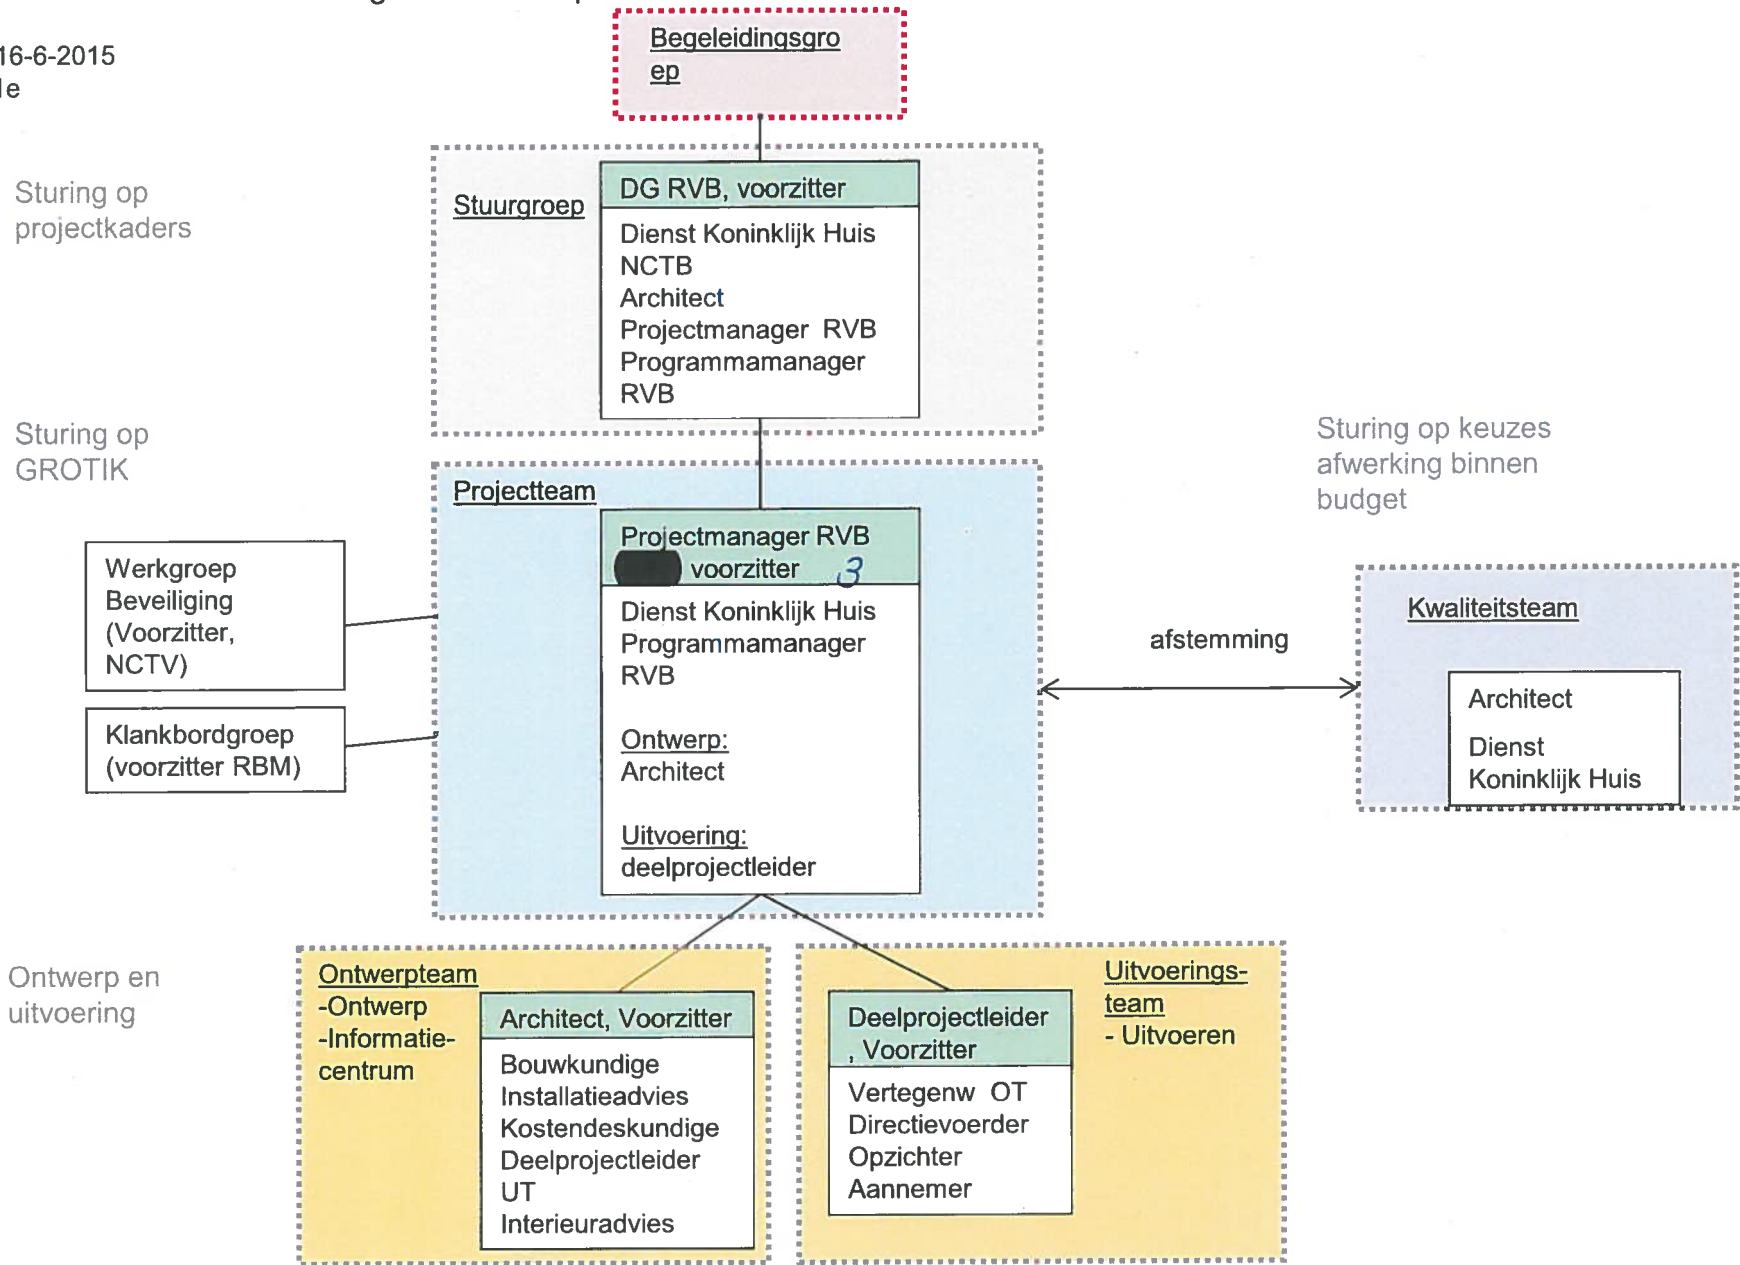 16-6-2015
Begeleidingsgro
ep
Sturing op
projectkaders
Stuurgroep
DG RVB, voorzitter
Dienst Koninklijk Huis
NCTB
Architect
Projectmanager RVB
Programmamanager
RVB
Sturing op
GROTIK
Sturing op keuzes
afwerking binnen
budget
Projectteam
Projectmanager RVB
voorzitter 3
Dienst Koninklijk Huis
Programmamanager
RVB
Ontwerp:
Architect
Uitvoering:
deelprojectleider
Werkgroep
Beveiliging
(Voorzitter,
NCTV)
Klankbordgroep
(voorzitter RBM)
afstemming
Kwaliteitsteam
Architect
Dienst
Koninklijk Huis
Ontwerp en
uitvoering
Ontwerpteam
-Ontwerp
-Informatie-
centrum
Architect, Voorzitter
Bouwkundige
Installatieadvies
Kostendeskundige
Deelprojectleider
UT
Interieuradvies
Deelprojectleider
, Voorzitter
Vertegenw OT
Directievoerder
Opzichter
Aannemer
Uitvoerings-
team
- Uitvoeren